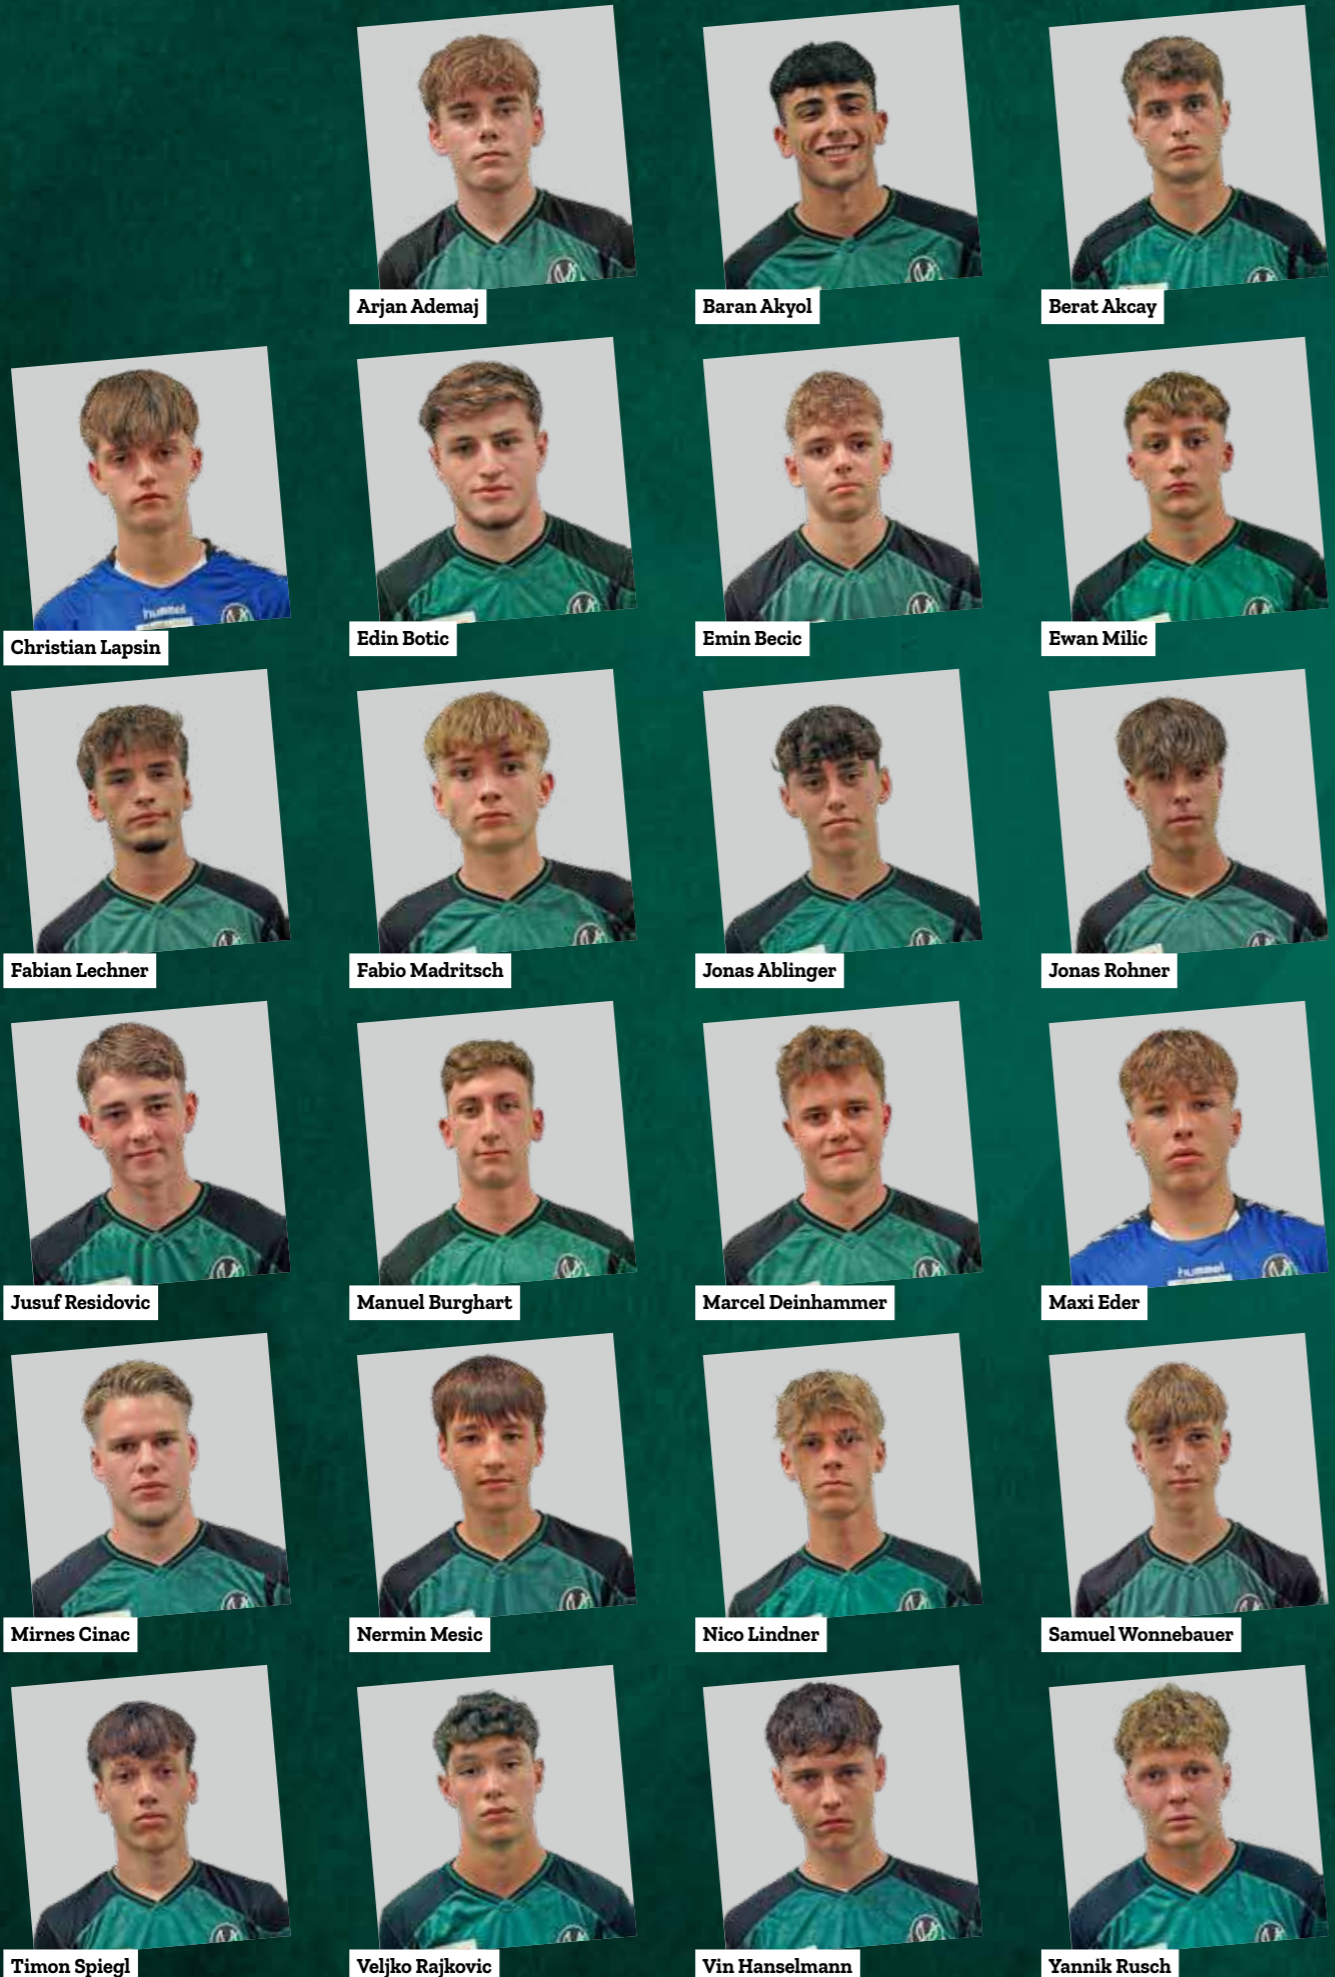 Arjan Ademaj
Baran Akyol
Berat Akcay
hummel
Christian Lapsin
Edin Botic
Emin Becic
Ewan Milic
Fabian Lechner
Fabio Madritsch
Jonas Ablinger
Jonas Rohner
hummel
Jusuf Residovic
Manuel Burghart
Marcel Deinhammer
Maxi Eder
Mirnes Cinac
Nermin Mesic
Nico Lindner
Samuel Wonnebauer
Timon Spiegl
Veljko Rajkovic
Vin Hanselmann
Yannik Rusch